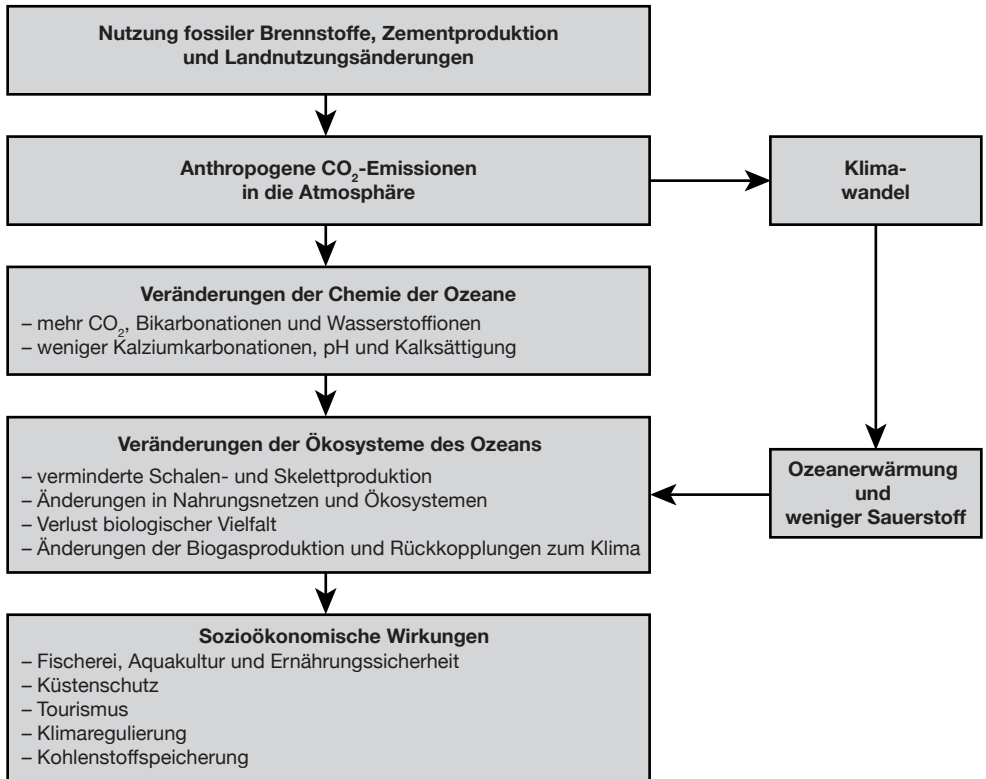 Nutzung fossiler Brennstoffe, Zementproduktion
und Landnutzungsänderungen
Anthropogene CO₂-Emissionen
in die Atmosphäre
Klima-
wandel
Veränderungen der Chemie der Ozeane
– mehr CO₂, Bikarbonationen und Wasserstoffionen
– weniger Kalziumkarbonationen, pH und Kalksättigung
Veränderungen der Ökosysteme des Ozeans
– verminderte Schalen- und Skelettproduktion
– Änderungen in Nahrungsnetzen und Ökosystemen
– Verlust biologischer Vielfalt
– Änderungen der Biogasproduktion und Rückkopplungen zum Klima
Ozeanerwärmung
und
weniger Sauerstoff
Sozioökonomische Wirkungen
– Fischerei, Aquakultur und Ernährungssicherheit
– Küstenschutz
– Tourismus
– Klimaregulierung
– Kohlenstoffspeicherung